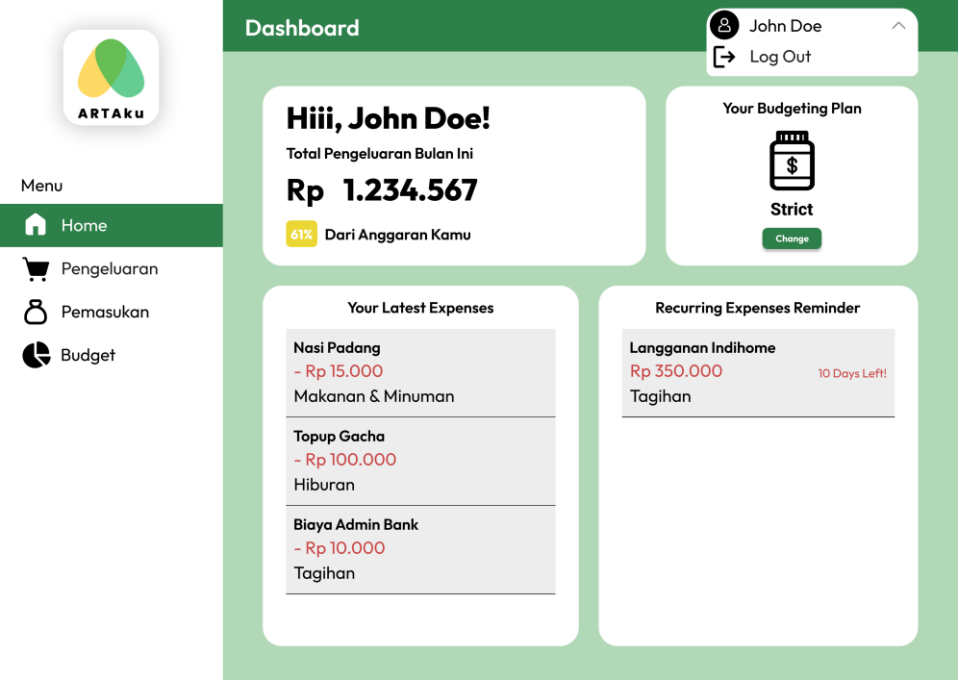 ARTAku
Menu
Home
Pengeluaran
Pemasukan
Budget
Dashboard
John Doe
Log Out
Hiii, John Doe!
Total Pengeluaran Bulan Ini
Rp 1.234.567
61% Dari Anggaran Kamu
Your Budgeting Plan
$
Strict
Change
Your Latest Expenses
Nasi Padang
- Rp 15.000
Makanan & Minuman
Topup Gacha
- Rp 100.000
Hiburan
Biaya Admin Bank
- Rp 10.000
Tagihan
Recurring Expenses Reminder
Langganan Indihome
Rp 350.000 10 Days Left!
Tagihan